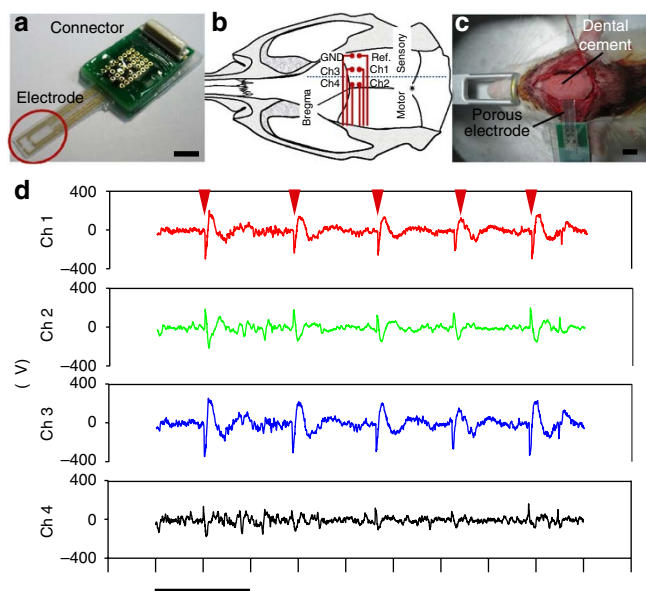 a
Connector
Electrode
b
GND Ref.
Ch3 Ch1
Ch4 Ch2
Bregma
Motor Sensory
c
Dental
cement
Porous
electrode
d
( V)
Ch 1
400
0
–400
Ch 2
400
0
–400
Ch 3
400
0
–400
Ch 4
400
0
–400